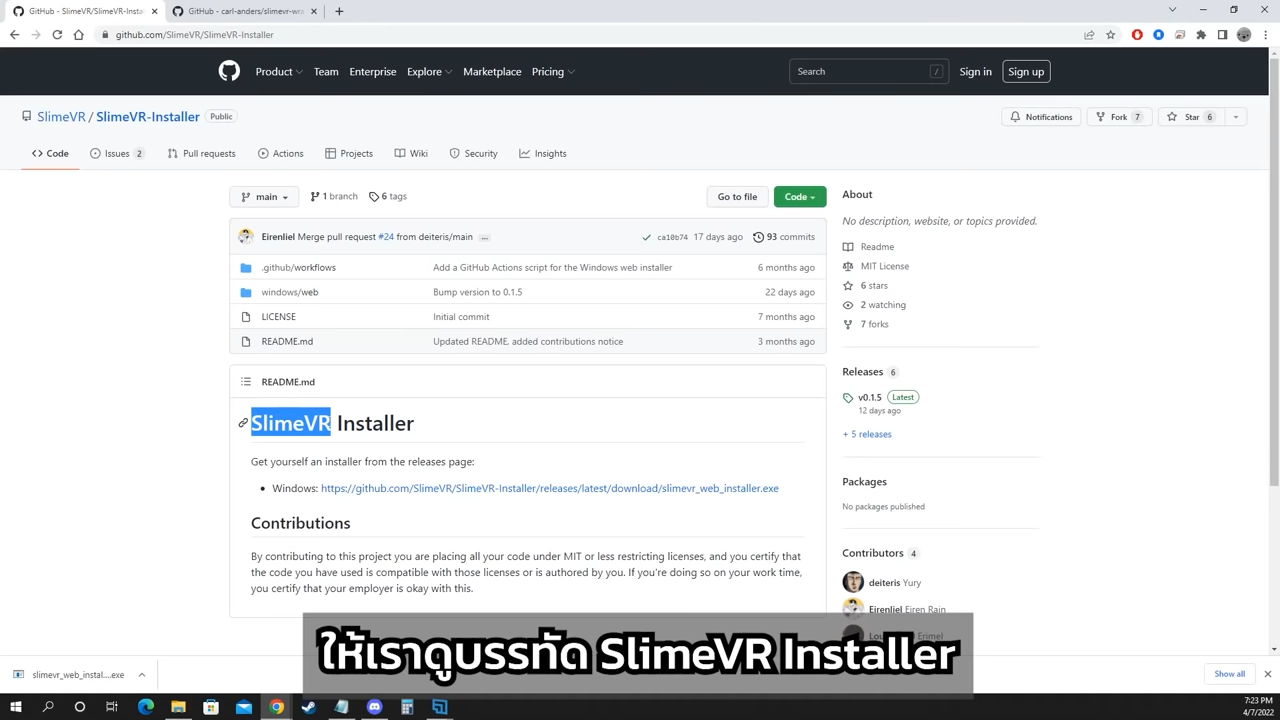 GitHub - SlimeVR/SlimeVR-Insta
GitHub - carl-anders/slimevr-wra
github.com/SlimeVR/SlimeVR-Installer
Product Team Enterprise Explore Marketplace Pricing
Search /
Sign in
Sign up
SlimeVR / SlimeVR-Installer Public
Notifications
Fork 7
Star 6
Code
Issues 2
Pull requests
Actions
Projects
Wiki
Security
Insights
main
1 branch
6 tags
Go to file
Code
Eirenliel Merge pull request #24 from deiteris/main ...
ca10b74 17 days ago
93 commits
.github/workflows Add a GitHub Actions script for the Windows web installer 6 months ago
windows/web Bump version to 0.1.5 22 days ago
LICENSE Initial commit 7 months ago
README.md Updated README, added contributions notice 3 months ago
README.md
SlimeVR Installer
Get yourself an installer from the releases page:
• Windows: https://github.com/SlimeVR/SlimeVR-Installer/releases/latest/download/slimevr_web_installer.exe
Contributions
By contributing to this project you are placing all your code under MIT or less restricting licenses, and you certify that
the code you have used is compatible with those licenses or is authored by you. If you're doing so on your work time,
you certify that your employer is okay with this.
About
No description, website, or topics provided.
Readme
MIT License
6 stars
2 watching
7 forks
Releases 6
v0.1.5 Latest
12 days ago
+ 5 releases
Packages
No packages published
Contributors 4
deiteris Yury
Eirenliel Eiren Rain
Erimel
ให้เราดูบรรทัด SlimeVR Installer
slimevr_web_instal....exe
Show all
7:23 PM
4/7/2022